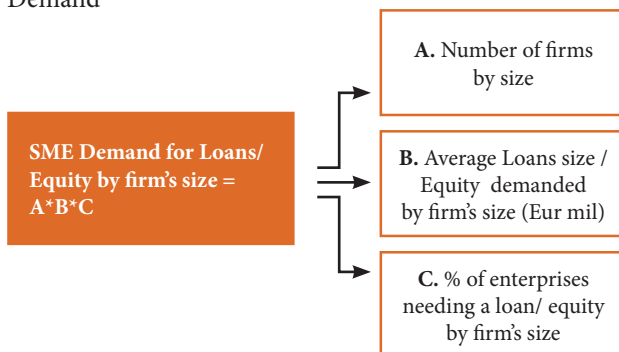 Demand
A. Number of firms
by size
SME Demand for Loans/
Equity by firm's size =
A*B*C
B. Average Loans size /
Equity demanded
by firm's size (Eur mil)
C. % of enterprises
needing a loan/ equity
by firm's size